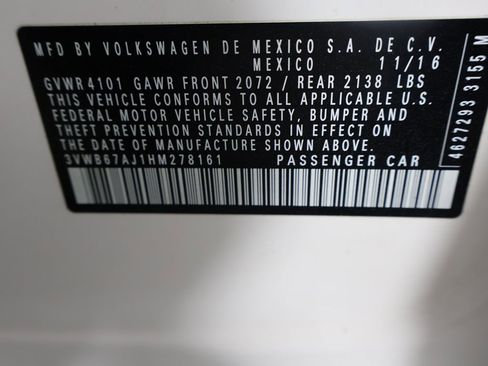 MFD BY VOLKSWAGEN DE MEXICO S.A. DE C.V.
MEXICO 11/16
GVWR 4101 GAWR FRONT 2072 / REAR 2138 LBS
THIS VEHICLE CONFORMS TO ALL APPLICABLE U.S.
FEDERAL MOTOR VEHICLE SAFETY, BUMPER AND
THEFT PREVENTION STANDARDS IN EFFECT ON
THE DATE OF MANUFACTURE SHOWN ABOVE.
3VWB67AJ1HM278161 PASSENGER CAR
4627293 3155 M